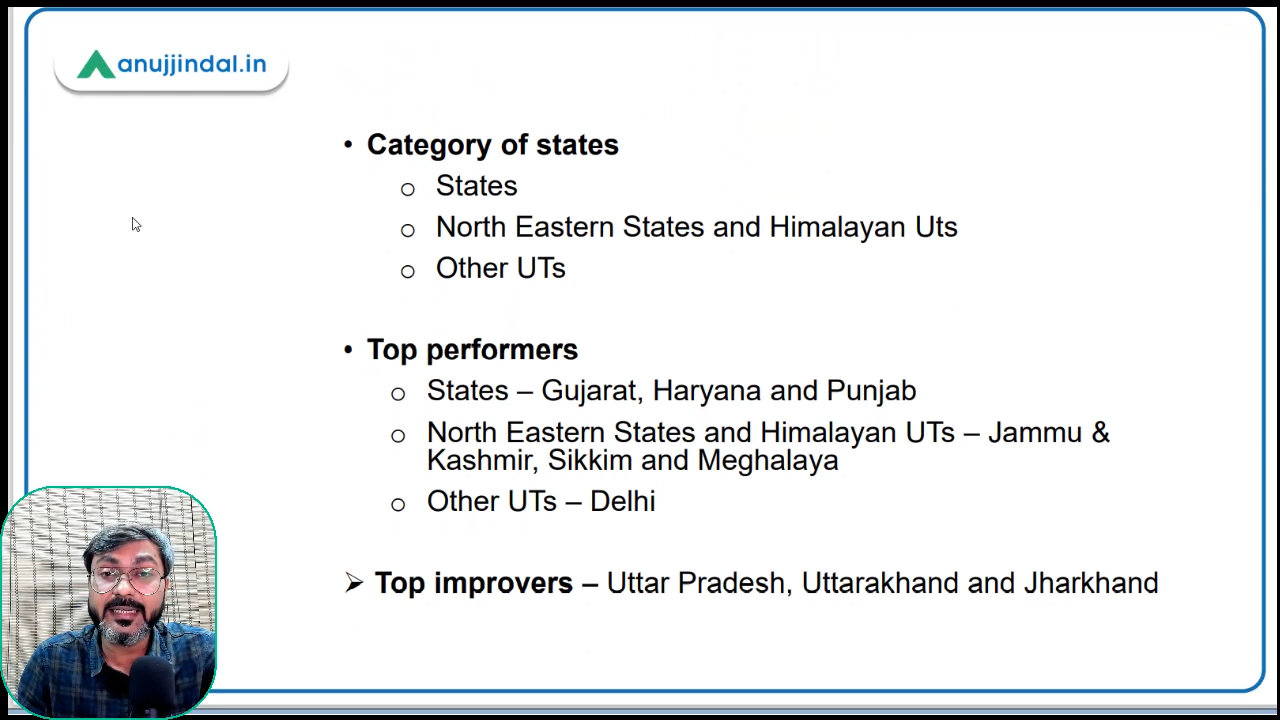 anujjindal.in
• Category of states
o States
o North Eastern States and Himalayan Uts
o Other UTs
• Top performers
o States – Gujarat, Haryana and Punjab
o North Eastern States and Himalayan UTs – Jammu &
Kashmir, Sikkim and Meghalaya
o Other UTs – Delhi
➢ Top improvers – Uttar Pradesh, Uttarakhand and Jharkhand